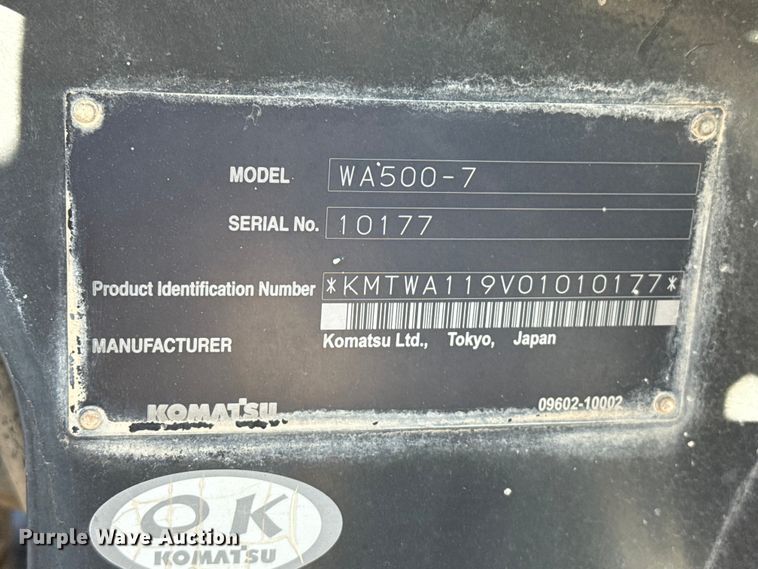 MODEL WA500-7
SERIAL No. 10177
Product Identification Number *KMTWA119V01010177*
MANUFACTURER Komatsu Ltd., Tokyo, Japan
KOMATSU 09602-10002
OK
KOMATSU
Purple Wave Auction